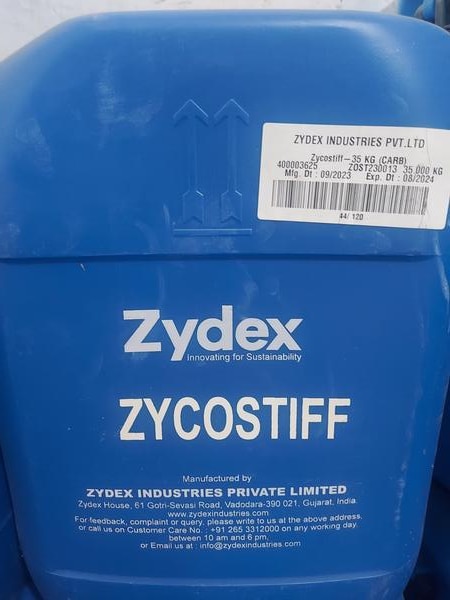 ZYDEX INDUSTRIES PVT.LTD
Zycostiff-35 KG (CARB)
400003625 ZOST230013 35.000 KG
Mfg. Dt : 09/2023 Exp. Dt : 08/2024
44/ 120
Zydex
Innovating for Sustainability
ZYCOSTIFF
Manufactured by
ZYDEX INDUSTRIES PRIVATE LIMITED
Zydex House, 61 Gotri-Sevasi Road, Vadodara-390 021, Gujarat, India.
www.zydexindustries.com
For feedback, complaint or query, please write to us at the above address.
or call us on Customer Care No. : +91 265 3312000 on any working day.
between 10 am and 6 pm,
or Email us at : info@zydexindustries.com